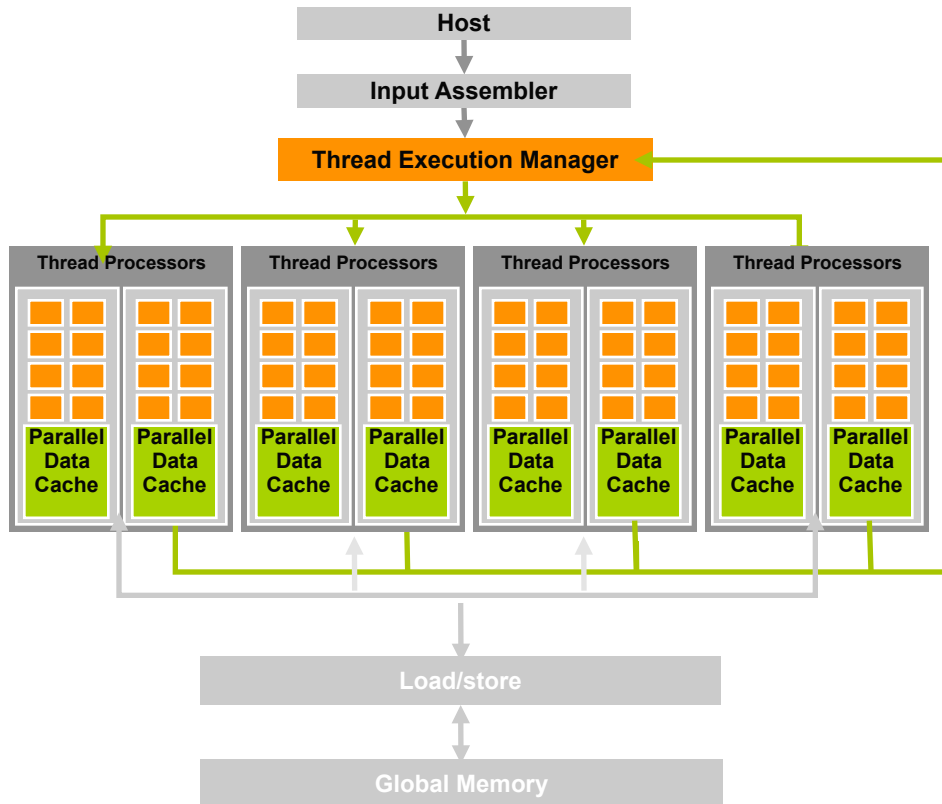 Host
Input Assembler
Thread Execution Manager
Thread Processors
Thread Processors
Thread Processors
Thread Processors
Parallel
Data
Cache
Parallel
Data
Cache
Parallel
Data
Cache
Parallel
Data
Cache
Parallel
Data
Cache
Parallel
Data
Cache
Parallel
Data
Cache
Parallel
Data
Cache
Load/store
Global Memory